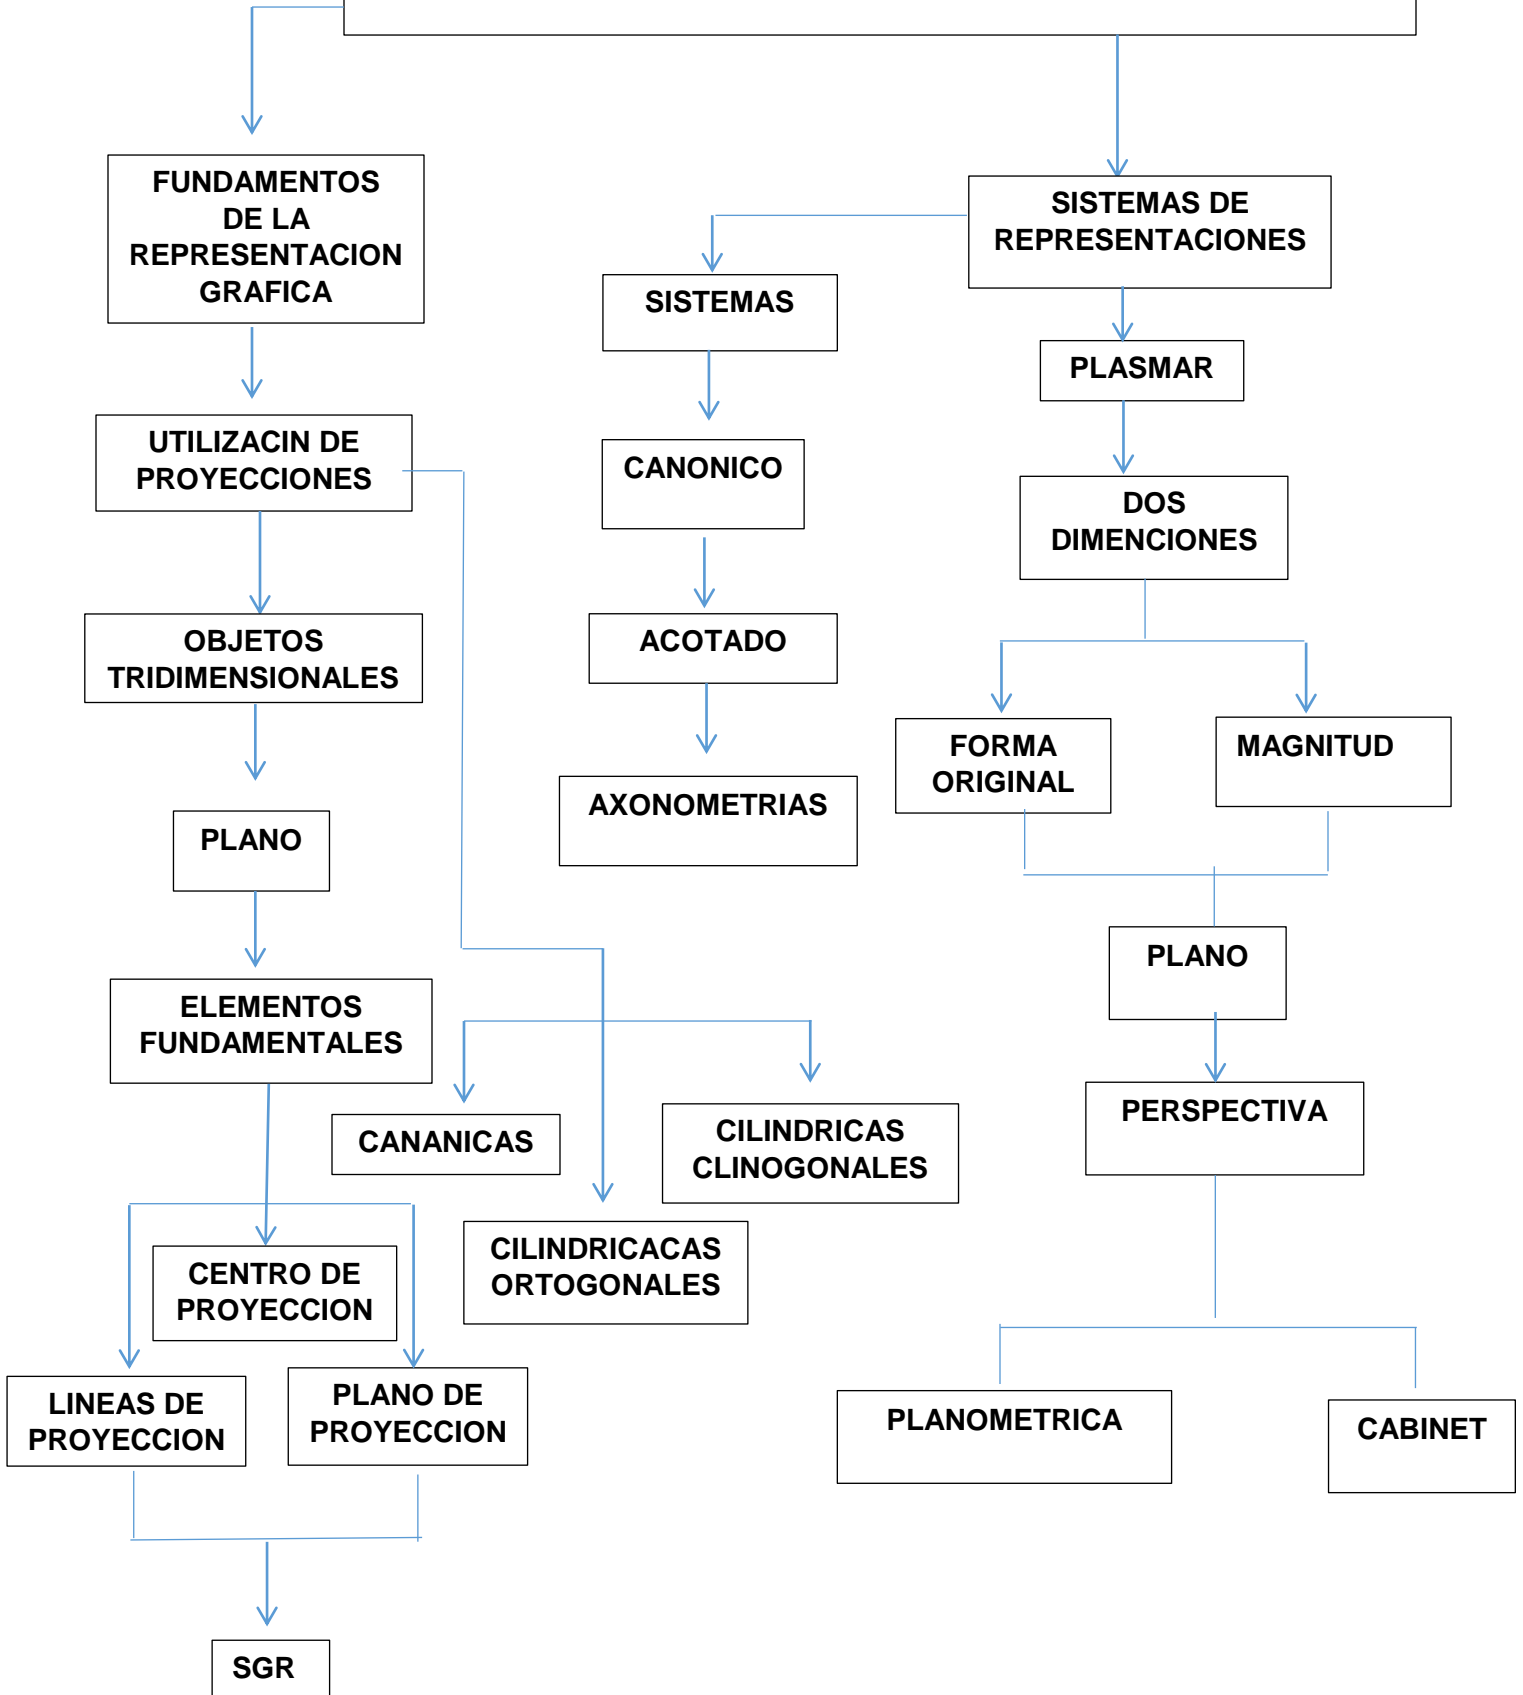 FUNDAMENTOS
DE LA
REPRESENTACION
GRAFICA
SISTEMAS DE
REPRESENTACIONES
SISTEMAS
PLASMAR
UTILIZACIN DE
PROYECCIONES
CANONICO
DOS
DIMENCIONES
OBJETOS
TRIDIMENSIONALES
ACOTADO
FORMA
ORIGINAL
MAGNITUD
AXONOMETRIAS
PLANO
PLANO
ELEMENTOS
FUNDAMENTALES
PERSPECTIVA
CANANICAS
CILINDRICAS
CLINOGONALES
CILINDRICACAS
ORTOGONALES
CENTRO DE
PROYECCION
LINEAS DE
PROYECCION
PLANO DE
PROYECCION
PLANOMETRICA
CABINET
SGR